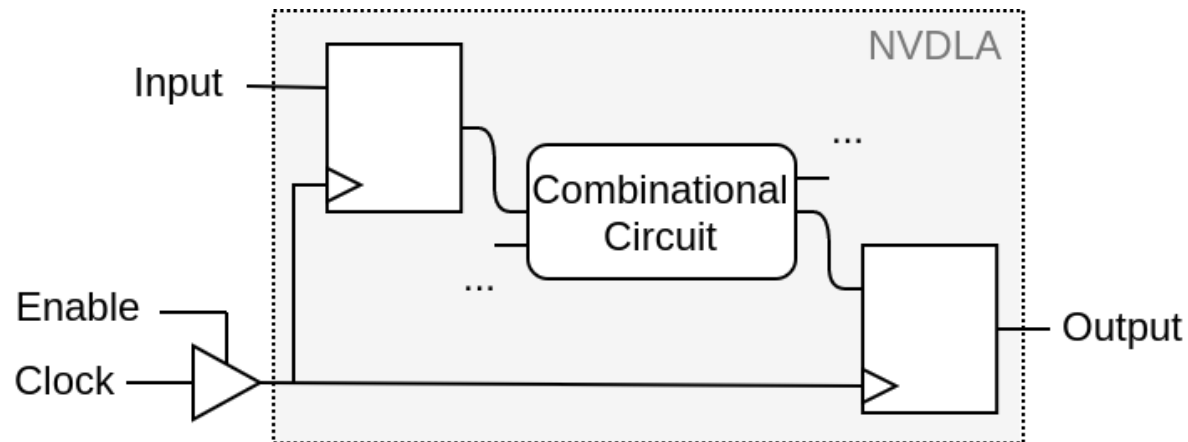 NVDLA
Input
...
Combinational
Circuit
...
Enable
Output
Clock